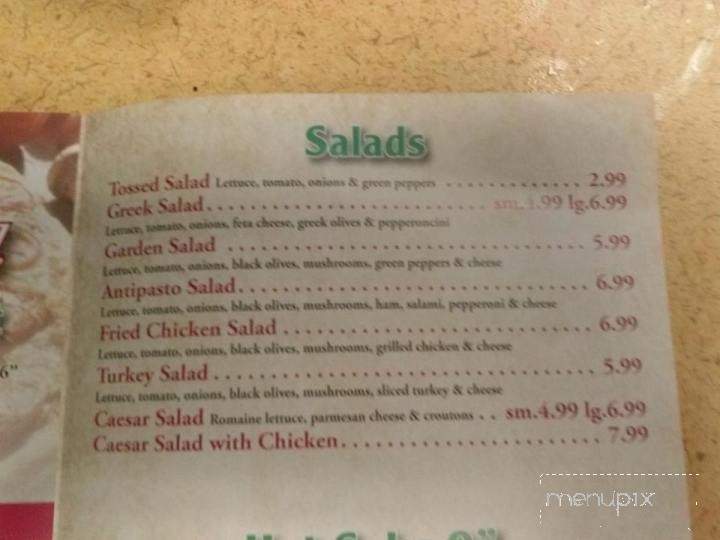 Salads
Tossed Salad Lettuce, tomato, onions & green peppers . . . . . . . . . . . . . 2.99
Greek Salad. . . . . . . . . . . . . . . . . . . . . . . . . sm.4.99 lg.6.99
Lettuce, tomato, onions, feta cheese, greek olives & pepperoncini
Garden Salad . . . . . . . . . . . . . . . . . . . . . . . . . . . . . . . 5.99
Lettuce, tomato, onions, black olives, mushrooms, green peppers & cheese
Antipasto Salad. . . . . . . . . . . . . . . . . . . . . . . . . . . . . . 6.99
Lettuce, tomato, onions, black olives, mushrooms, ham, salami, pepperoni & cheese
Fried Chicken Salad . . . . . . . . . . . . . . . . . . . . . . . . . . . 6.99
Lettuce, tomato, onions, black olives, mushrooms, grilled chicken & cheese
Turkey Salad . . . . . . . . . . . . . . . . . . . . . . . . . . . . . . . . 5.99
Lettuce, tomato, onions, black olives, mushrooms, sliced turkey & cheese
Caesar Salad Romaine lettuce, parmesan cheese & croutons . . sm.4.99 lg.6.99
Caesar Salad with Chicken. . . . . . . . . . . . . . . . . . . . . . . 7.99
6”
menupix